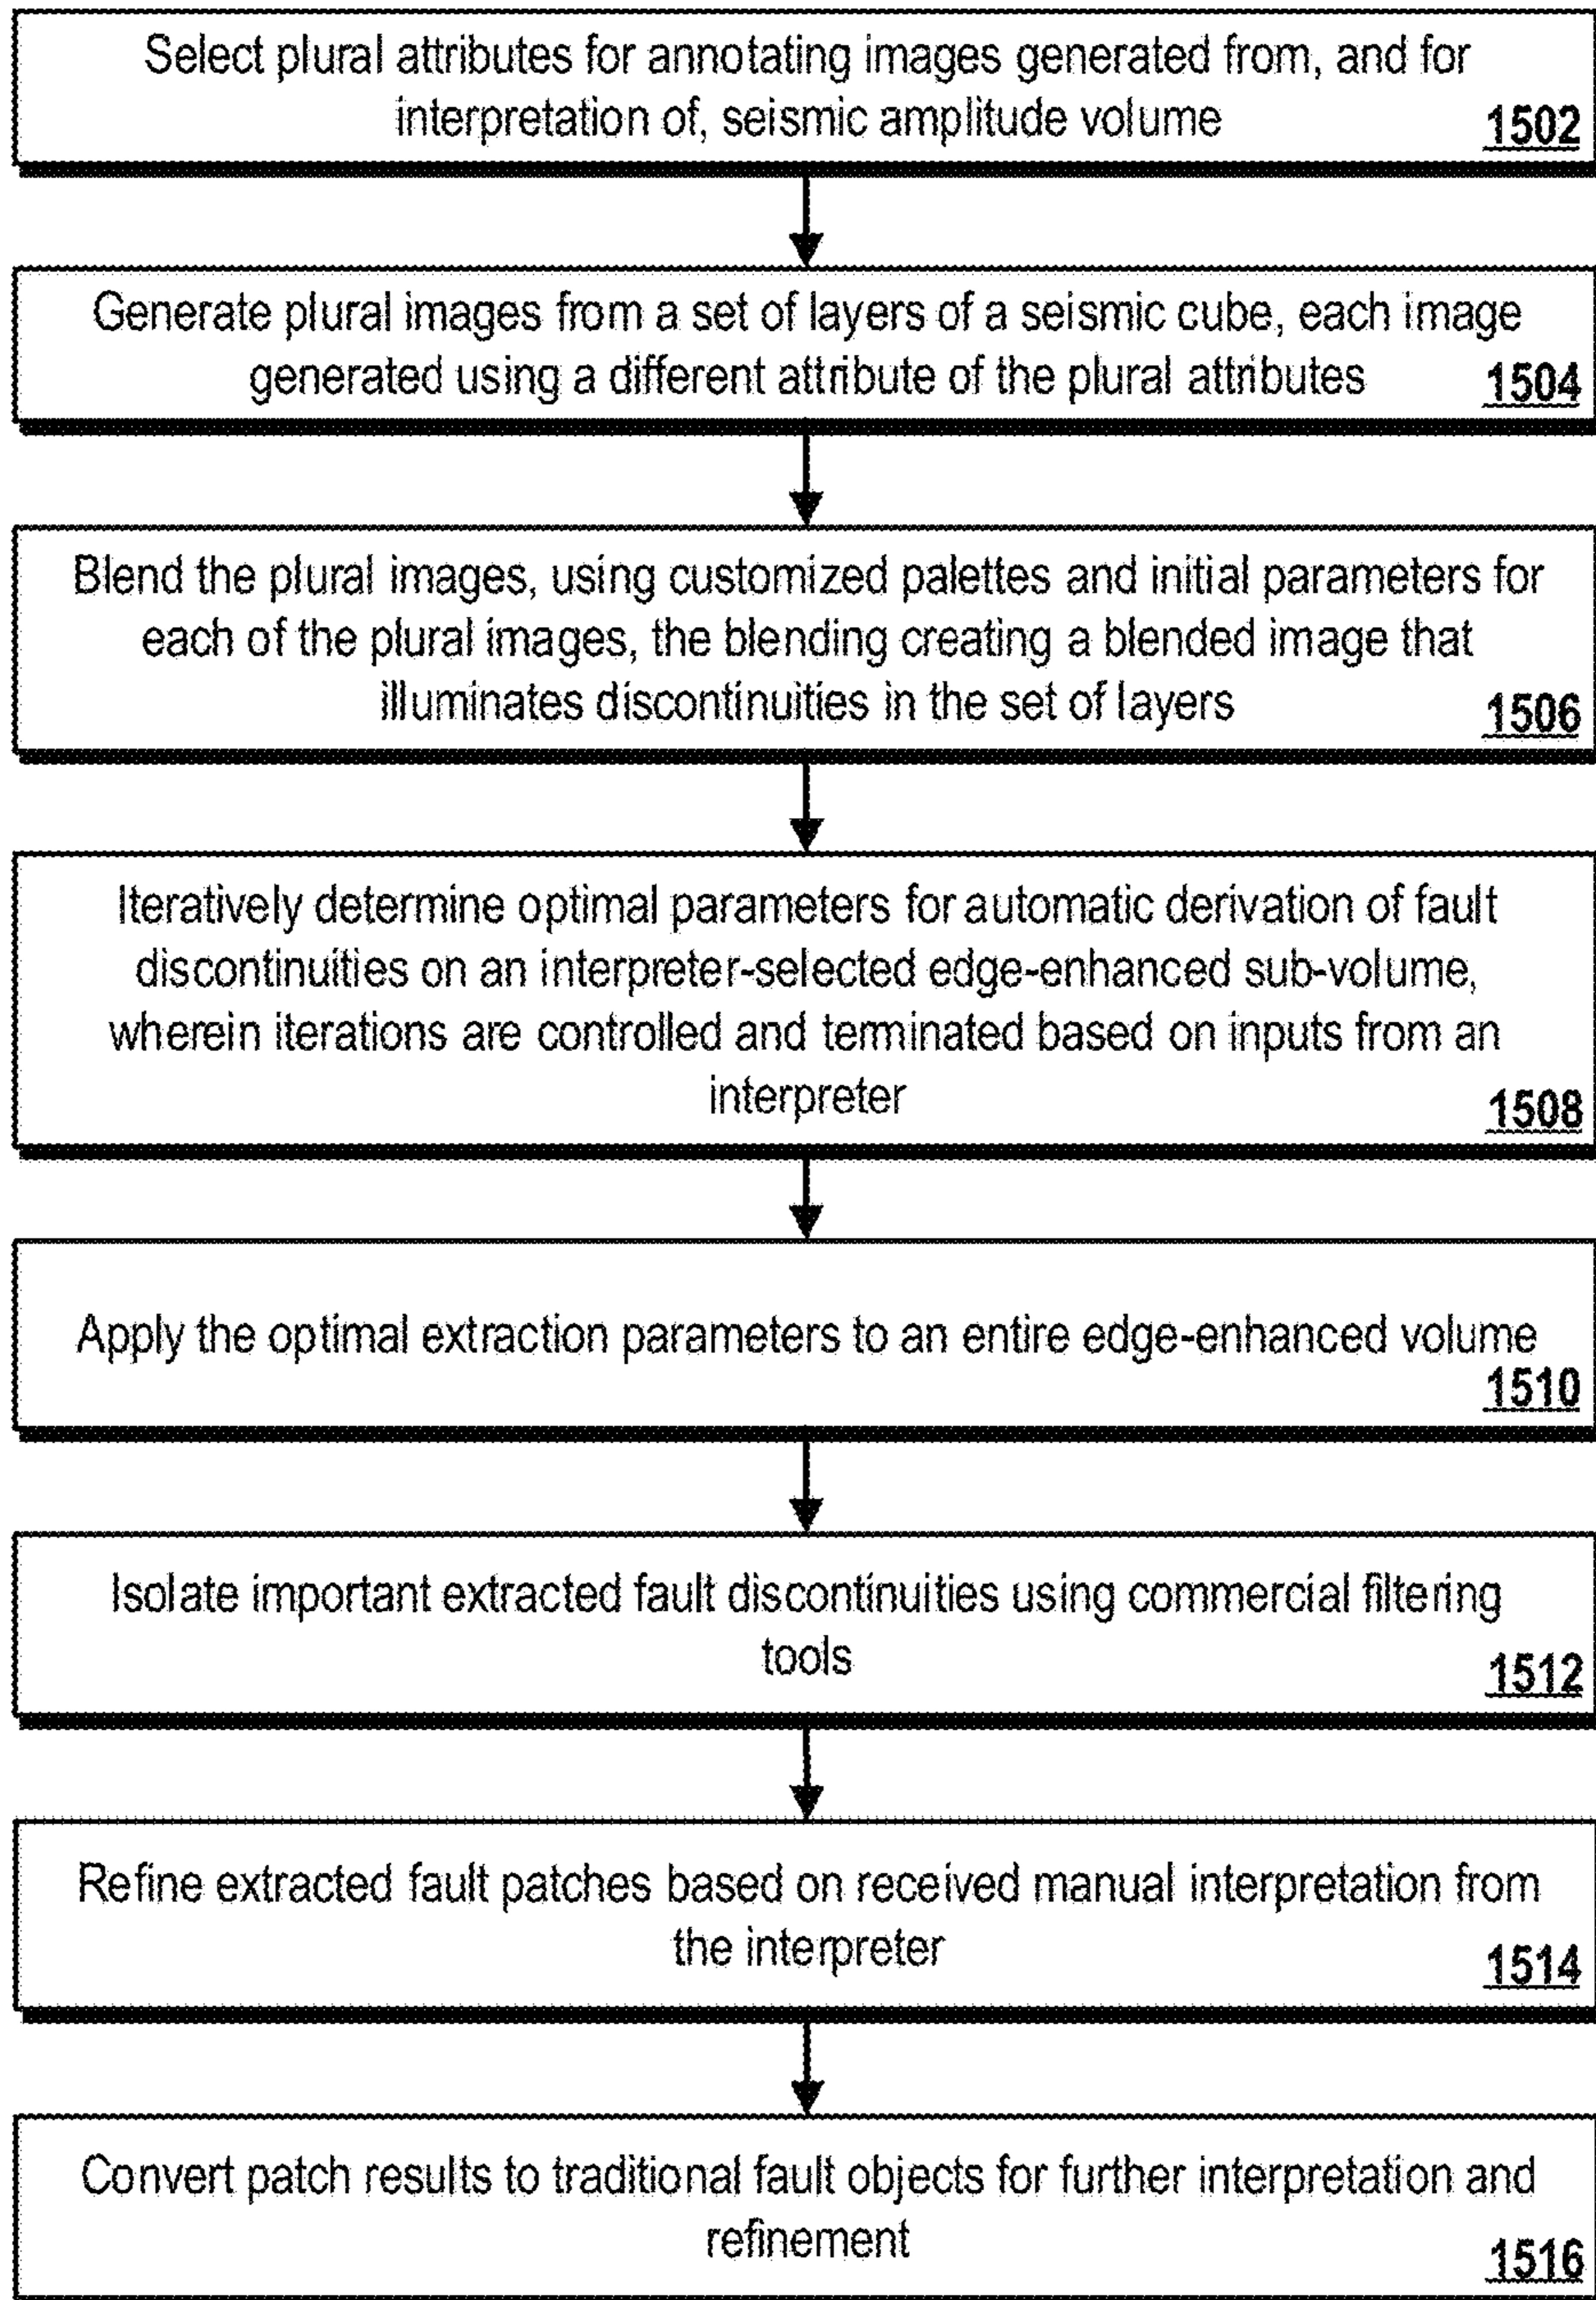 Select plural attributes for annotating images generated from, and for
interpretation of, seismic amplitude volume
1502
Generate plural images from a set of layers of a seismic cube, each image
generated using a different attribute of the plural attributes
1504
Blend the plural images, using customized palettes and initial parameters for
each of the plural images, the blending creating a blended image that
illuminates discontinuities in the set of layers
1506
Iteratively determine optimal parameters for automatic derivation of fault
discontinuities on an interpreter-selected edge-enhanced sub-volume,
wherein iterations are controlled and terminated based on inputs from an
interpreter
1508
Apply the optimal extraction parameters to an entire edge-enhanced volume
1510
Isolate important extracted fault discontinuities using commercial filtering
tools
1512
Refine extracted fault patches based on received manual interpretation from
the interpreter
1514
Convert patch results to traditional fault objects for further interpretation and
refinement
1516